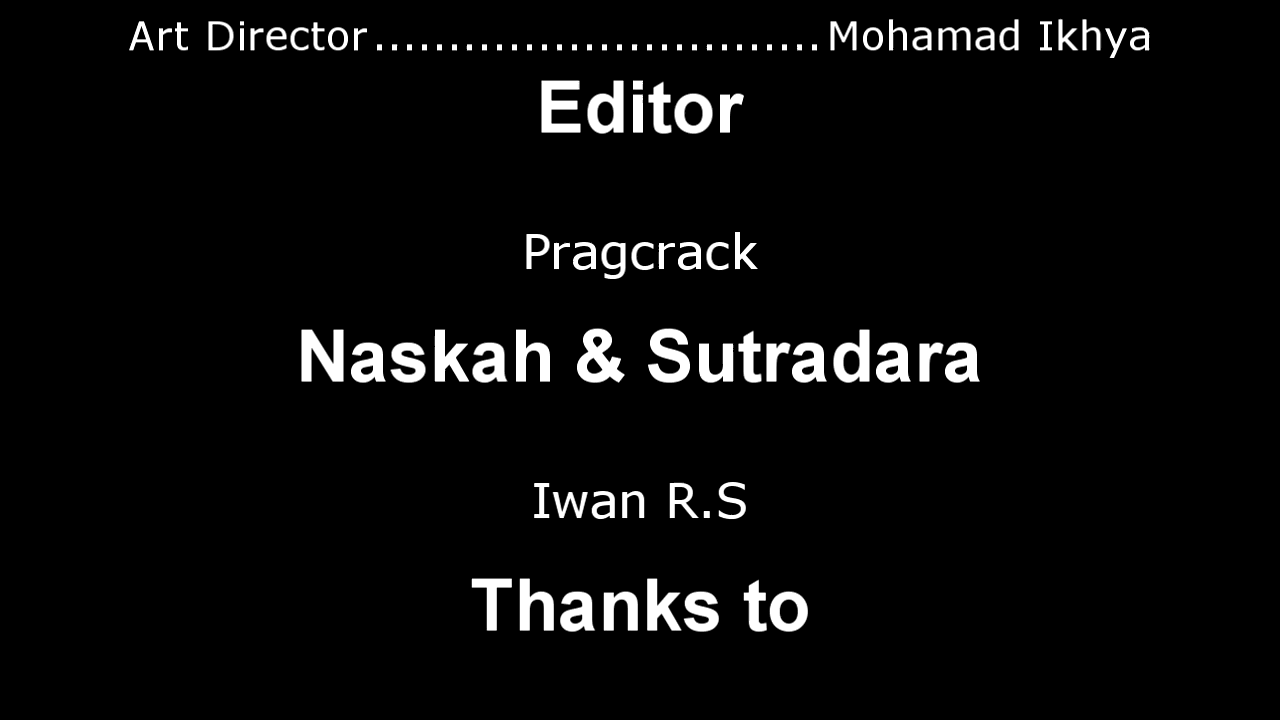 Art Director..............................Mohamad Ikhya
Editor
Pragcrack
Naskah & Sutradara
Iwan R.S
Thanks to